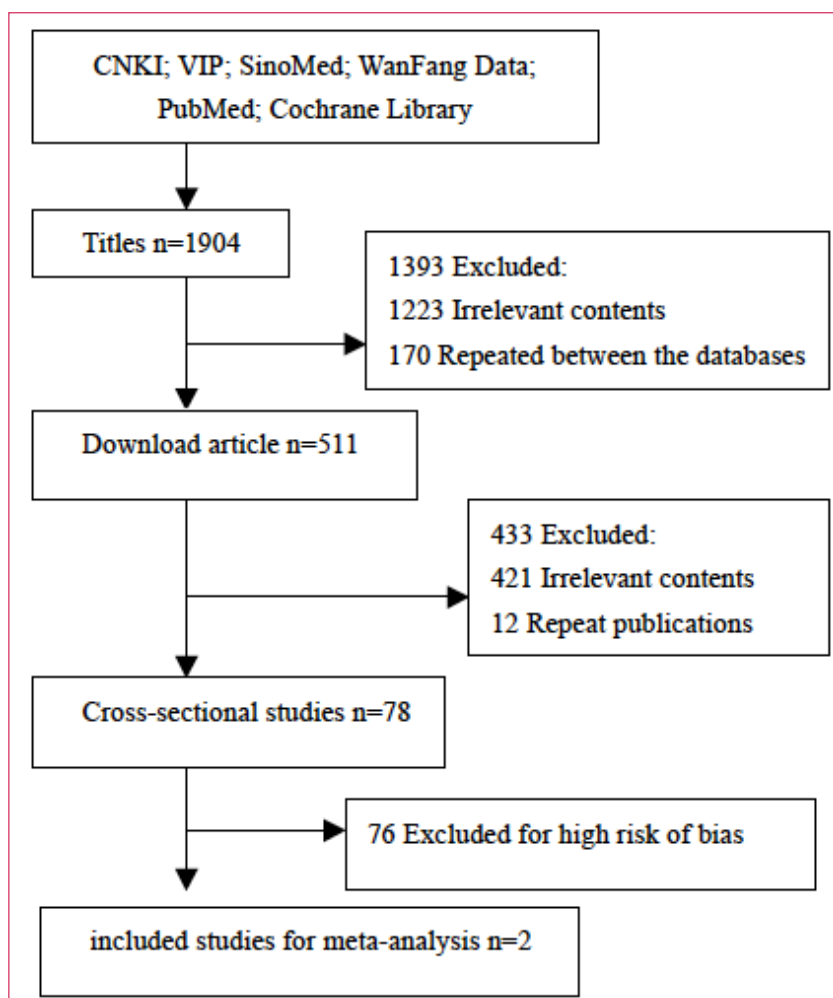 CNKI; VIP; SinoMed; WanFang Data;
PubMed; Cochrane Library
Titles n=1904
1393 Excluded:
1223 Irrelevant contents
170 Repeated between the databases
Download article n=511
433 Excluded:
421 Irrelevant contents
12 Repeat publications
Cross-sectional studies n=78
76 Excluded for high risk of bias
included studies for meta-analysis n=2